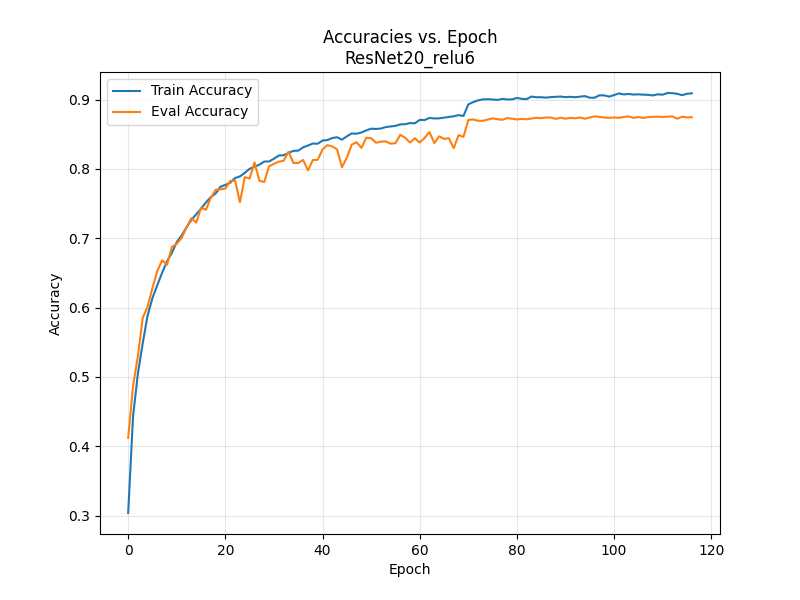 Accuracies vs. Epoch
ResNet20_relu6
Train Accuracy
Eval Accuracy
Accuracy
0.9
0.8
0.7
0.6
0.5
0.4
0.3
0 20 40 60 80 100 120
Epoch